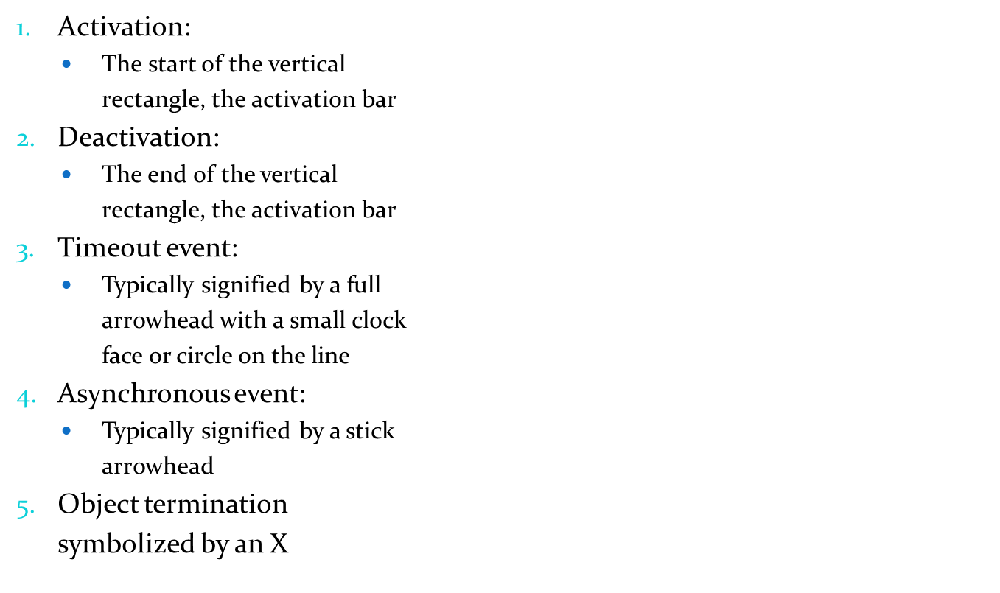 1. Activation:
• The start of the vertical
rectangle, the activation bar
2. Deactivation:
• The end of the vertical
rectangle, the activation bar
3. Timeout event:
• Typically signified by a full
arrowhead with a small clock
face or circle on the line
4. Asynchronous event:
• Typically signified by a stick
arrowhead
5. Object termination
symbolized by an X